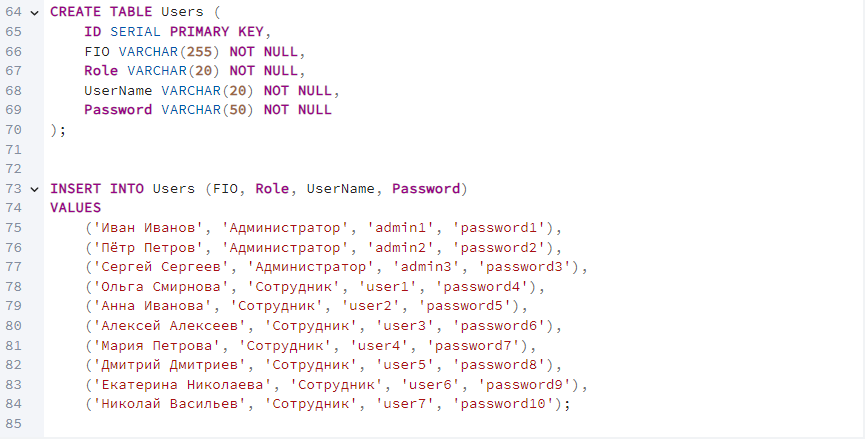 64 CREATE TABLE Users (
65     ID SERIAL PRIMARY KEY,
66     FIO VARCHAR(255) NOT NULL,
67     Role VARCHAR(20) NOT NULL,
68     UserName VARCHAR(20) NOT NULL,
69     Password VARCHAR(50) NOT NULL
70 );
71
72
73 INSERT INTO Users (FIO, Role, UserName, Password)
74 VALUES
75     ('Иван Иванов', 'Администратор', 'admin1', 'password1'),
76     ('Пётр Петров', 'Администратор', 'admin2', 'password2'),
77     ('Сергей Сергеев', 'Администратор', 'admin3', 'password3'),
78     ('Ольга Смирнова', 'Сотрудник', 'user1', 'password4'),
79     ('Анна Иванова', 'Сотрудник', 'user2', 'password5'),
80     ('Алексей Алексеев', 'Сотрудник', 'user3', 'password6'),
81     ('Мария Петрова', 'Сотрудник', 'user4', 'password7'),
82     ('Дмитрий Дмитриев', 'Сотрудник', 'user5', 'password8'),
83     ('Екатерина Николаева', 'Сотрудник', 'user6', 'password9'),
84     ('Николай Васильев', 'Сотрудник', 'user7', 'password10');
85